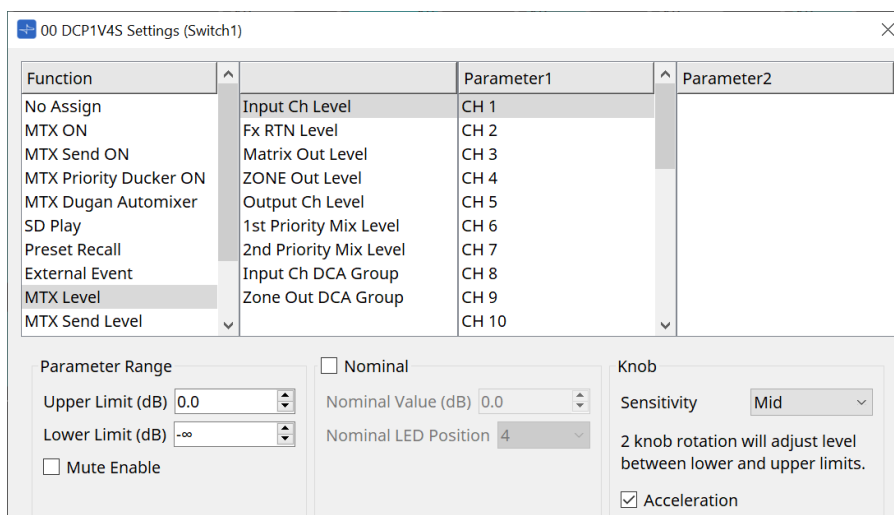 00 DCP1V4S Settings (Switch1)
Function
No Assign
MTX ON
MTX Send ON
MTX Priority Ducker ON
MTX Dugan Automixer
SD Play
Preset Recall
External Event
MTX Level
MTX Send Level
Input Ch Level
Fx RTN Level
Matrix Out Level
ZONE Out Level
Output Ch Level
1st Priority Mix Level
2nd Priority Mix Level
Input Ch DCA Group
Zone Out DCA Group
Parameter1
CH 1
CH 2
CH 3
CH 4
CH 5
CH 6
CH 7
CH 8
CH 9
CH 10
Parameter2
Parameter Range
Upper Limit (dB) 0.0
Lower Limit (dB) -∞
Mute Enable
Nominal
Nominal Value (dB) 0.0
Nominal LED Position 4
Knob
Sensitivity Mid
2 knob rotation will adjust level
between lower and upper limits.
Acceleration